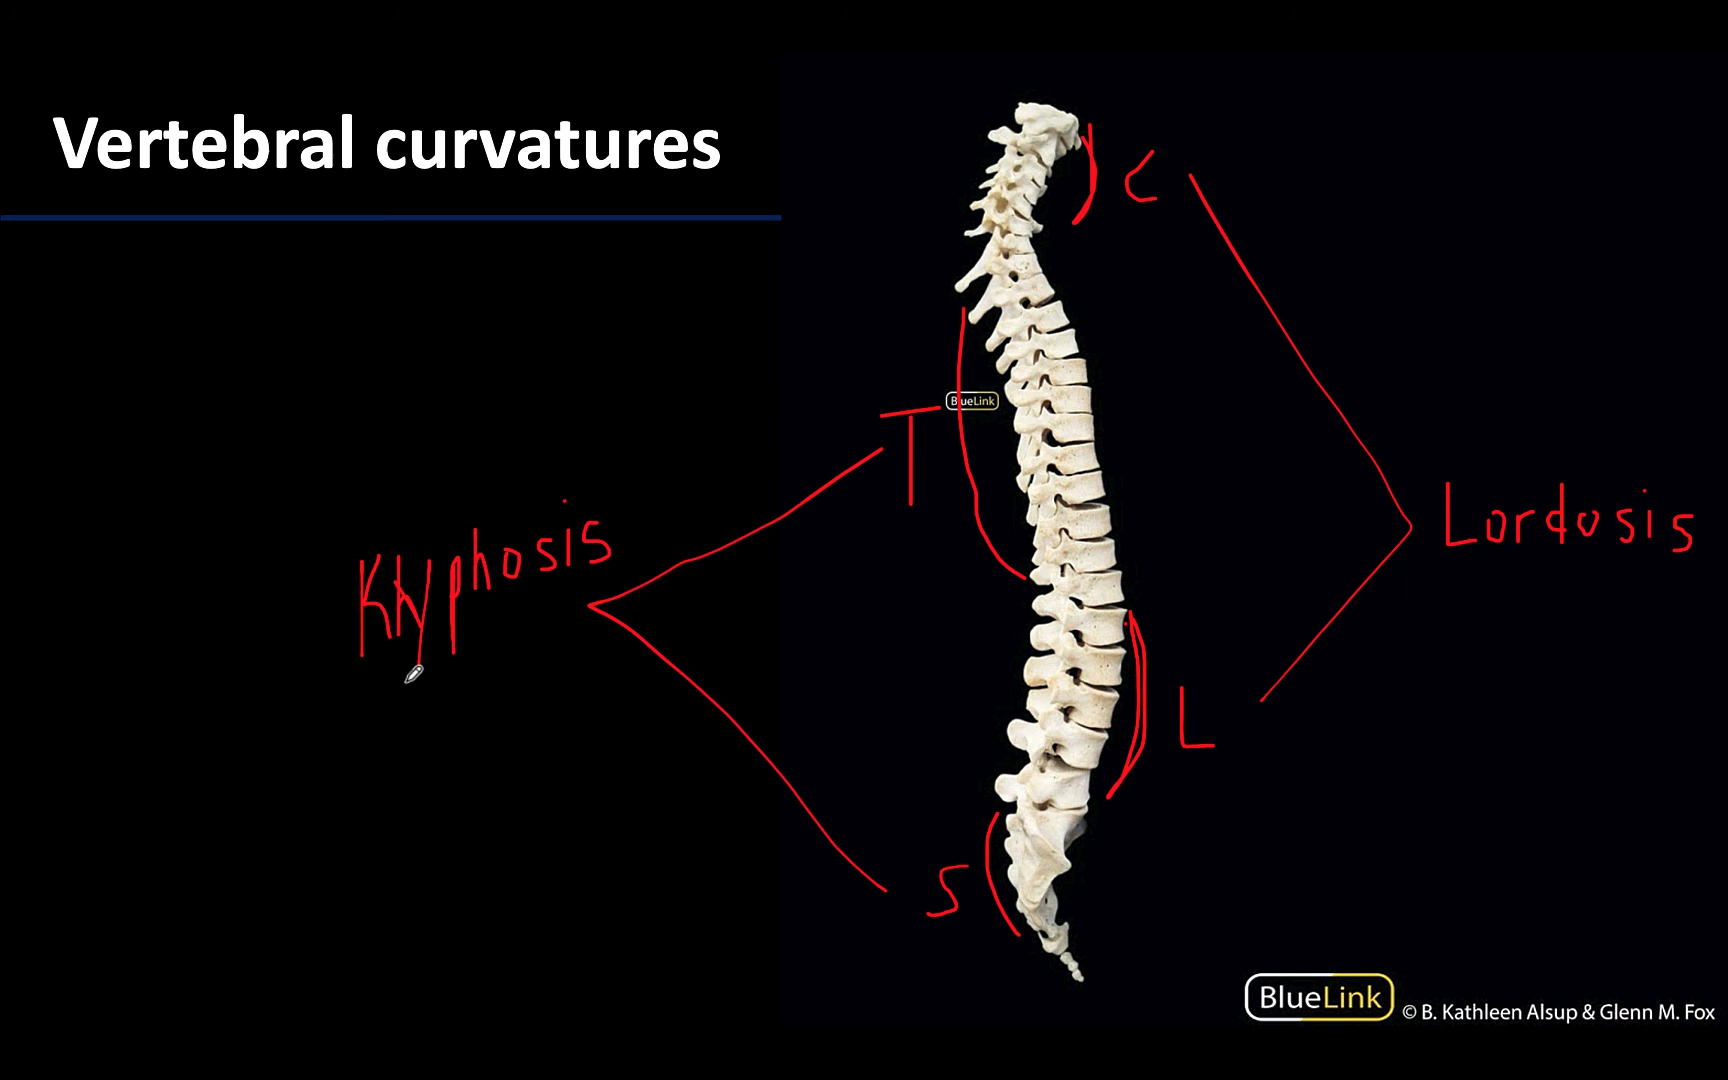 Vertebral curvatures
C
BlueLink
T
Kyphosis
Lordosis
L
S
BlueLink
© B. Kathleen Alsup & Glenn M. Fox